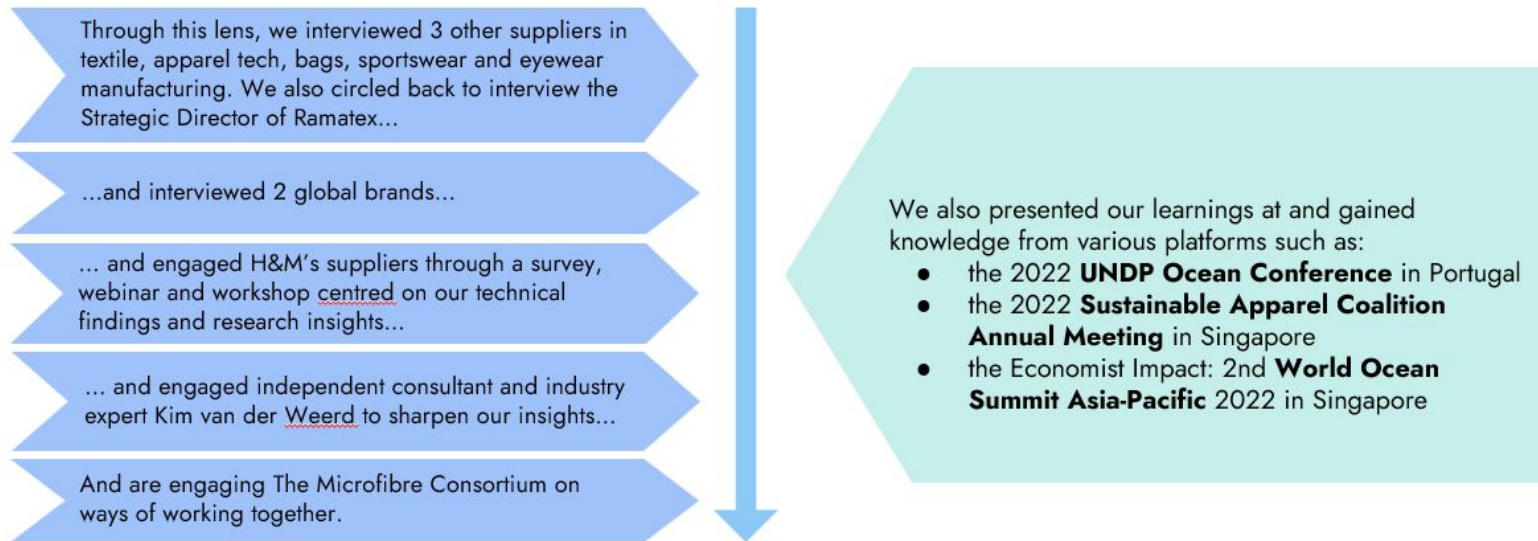 Through this lens, we interviewed 3 other suppliers in
textile, apparel tech, bags, sportswear and eyewear
manufacturing. We also circled back to interview the
Strategic Director of Ramatex...
...and interviewed 2 global brands...
... and engaged H&M's suppliers through a survey,
webinar and workshop centred on our technical
findings and research insights...
... and engaged independent consultant and industry
expert Kim van der Weerd to sharpen our insights...
And are engaging The Microfibre Consortium on
ways of working together.
We also presented our learnings at and gained
knowledge from various platforms such as:
● the 2022 UNDP Ocean Conference in Portugal
● the 2022 Sustainable Apparel Coalition
Annual Meeting in Singapore
● the Economist Impact: 2nd World Ocean
Summit Asia-Pacific 2022 in Singapore